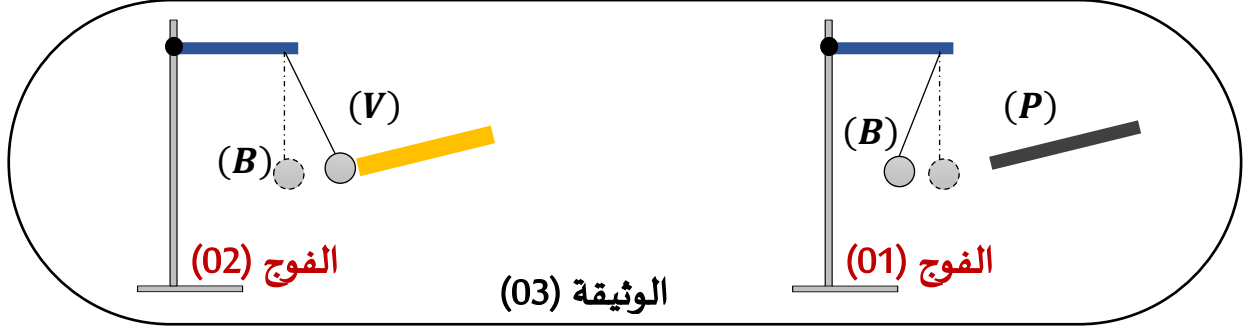 (P)
(B)
الفوج (01)
(V)
(B)
الفوج (02)
الوثيقة (03)